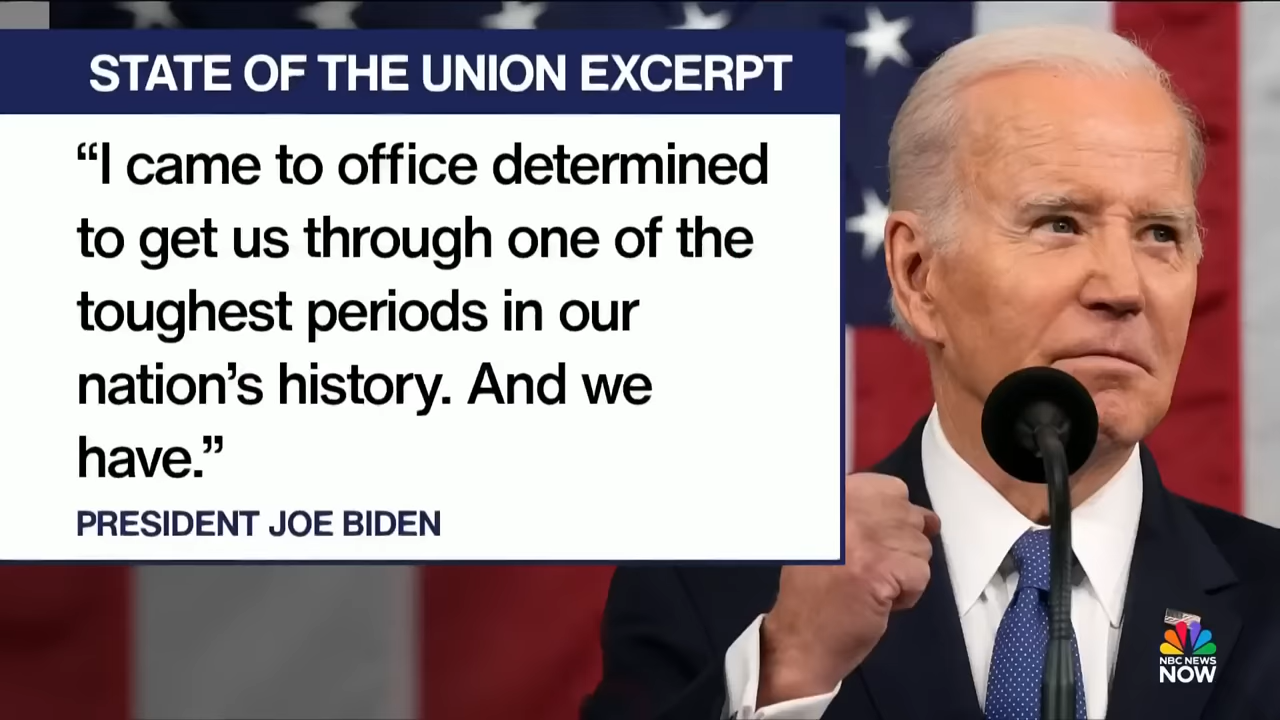 STATE OF THE UNION EXCERPT
“I came to office determined
to get us through one of the
toughest periods in our
nation’s history. And we
have.”
PRESIDENT JOE BIDEN
NBC NEWS
NOW